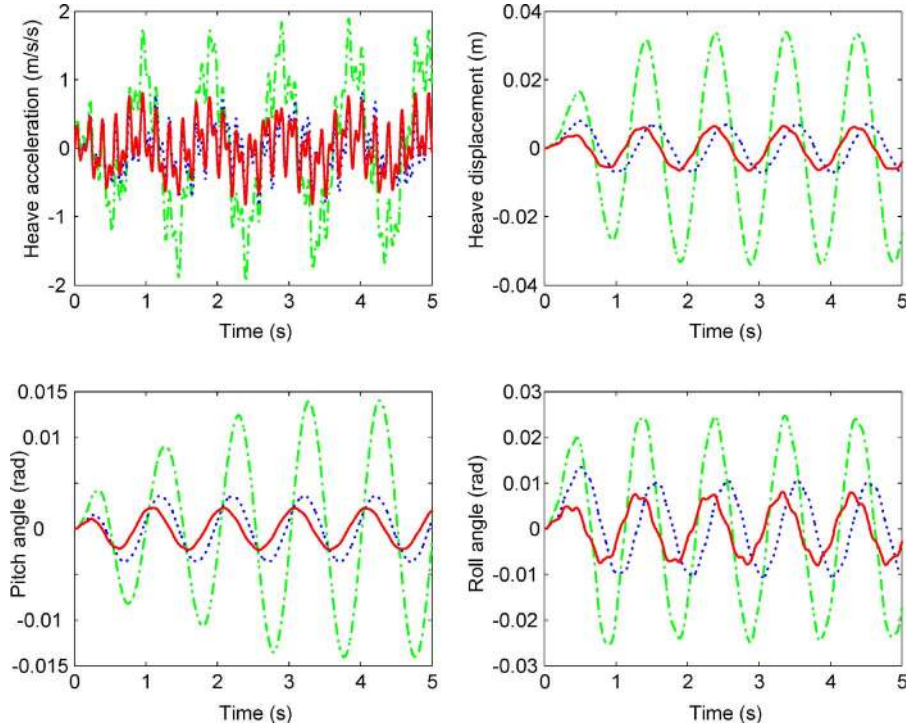 Heave acceleration (m/s/s)
2
1
0
-1
-2
0 1 2 3 4 5
Time (s)
Heave displacement (m)
0.04
0.02
0
-0.02
-0.04
0 1 2 3 4 5
Time (s)
Pitch angle (rad)
0.015
0.01
0
-0.01
-0.015
0 1 2 3 4 5
Time (s)
Roll angle (rad)
0.03
0.02
0.01
0
-0.01
-0.02
-0.03
0 1 2 3 4 5
Time (s)